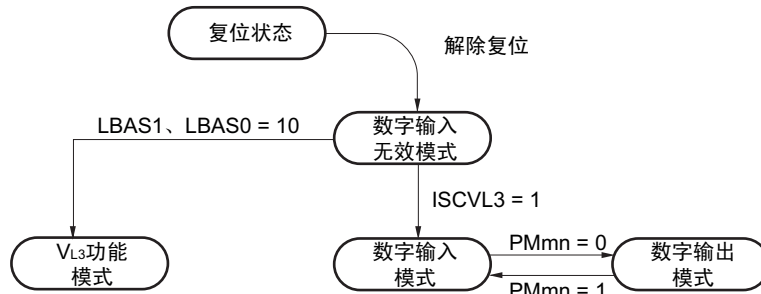 复位状态
解除复位
LBAS1、LBAS0 = 10
数字输入
无效模式
ISCVL3 = 1
VL3功能
模式
数字输入
模式
PMmn = 0
PMmn = 1
数字输出
模式